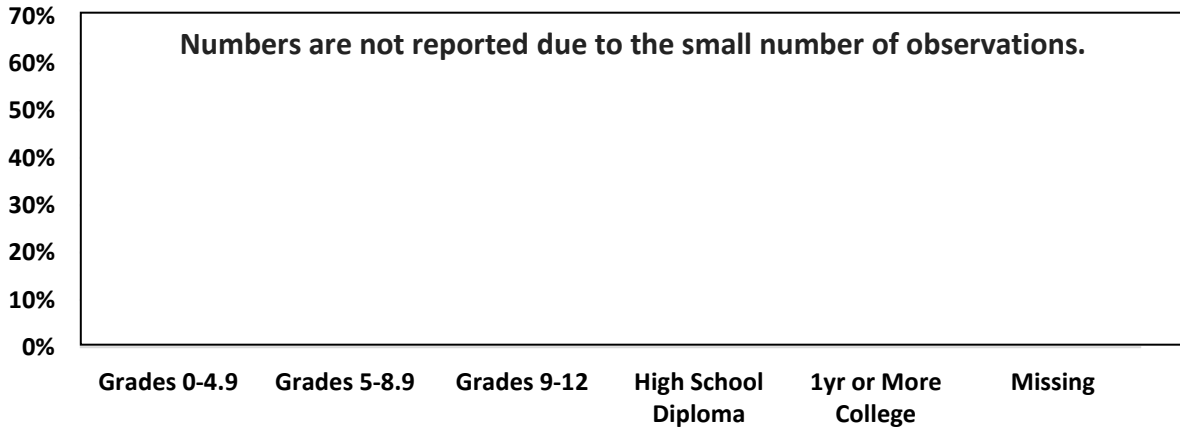 70%
Numbers are not reported due to the small number of observations.
60%
50%
40%
30%
20%
10%
0%
Grades 0-4.9
Grades 5-8.9
Grades 9-12
High School
Diploma
1yr or More
College
Missing